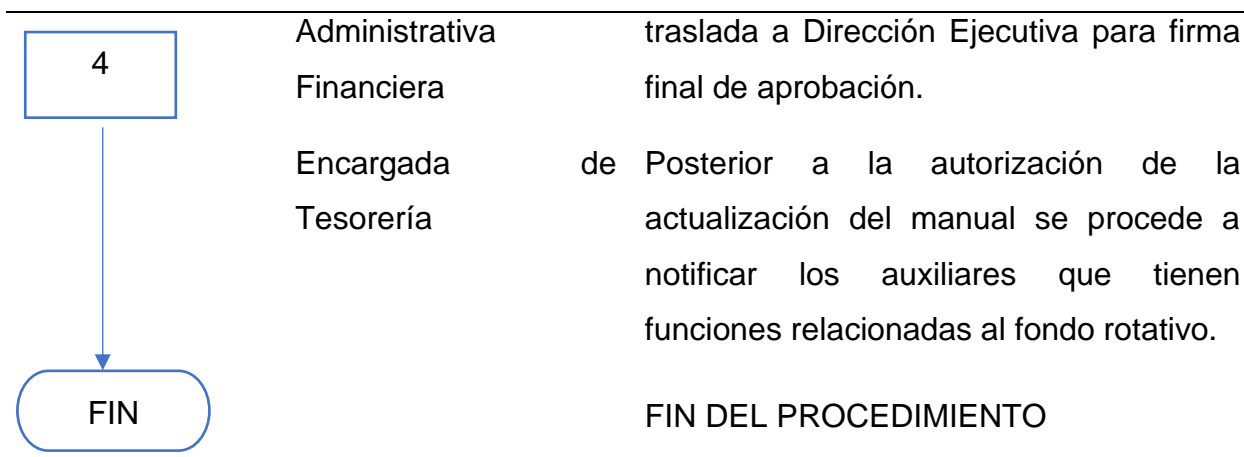 4
Administrativa
Financiera
traslada a Dirección Ejecutiva para firma
final de aprobación.
Encargada de
Tesorería
Posterior a la autorización de la
actualización del manual se procede a
notificar los auxiliares que tienen
funciones relacionadas al fondo rotativo.
FIN
FIN DEL PROCEDIMIENTO